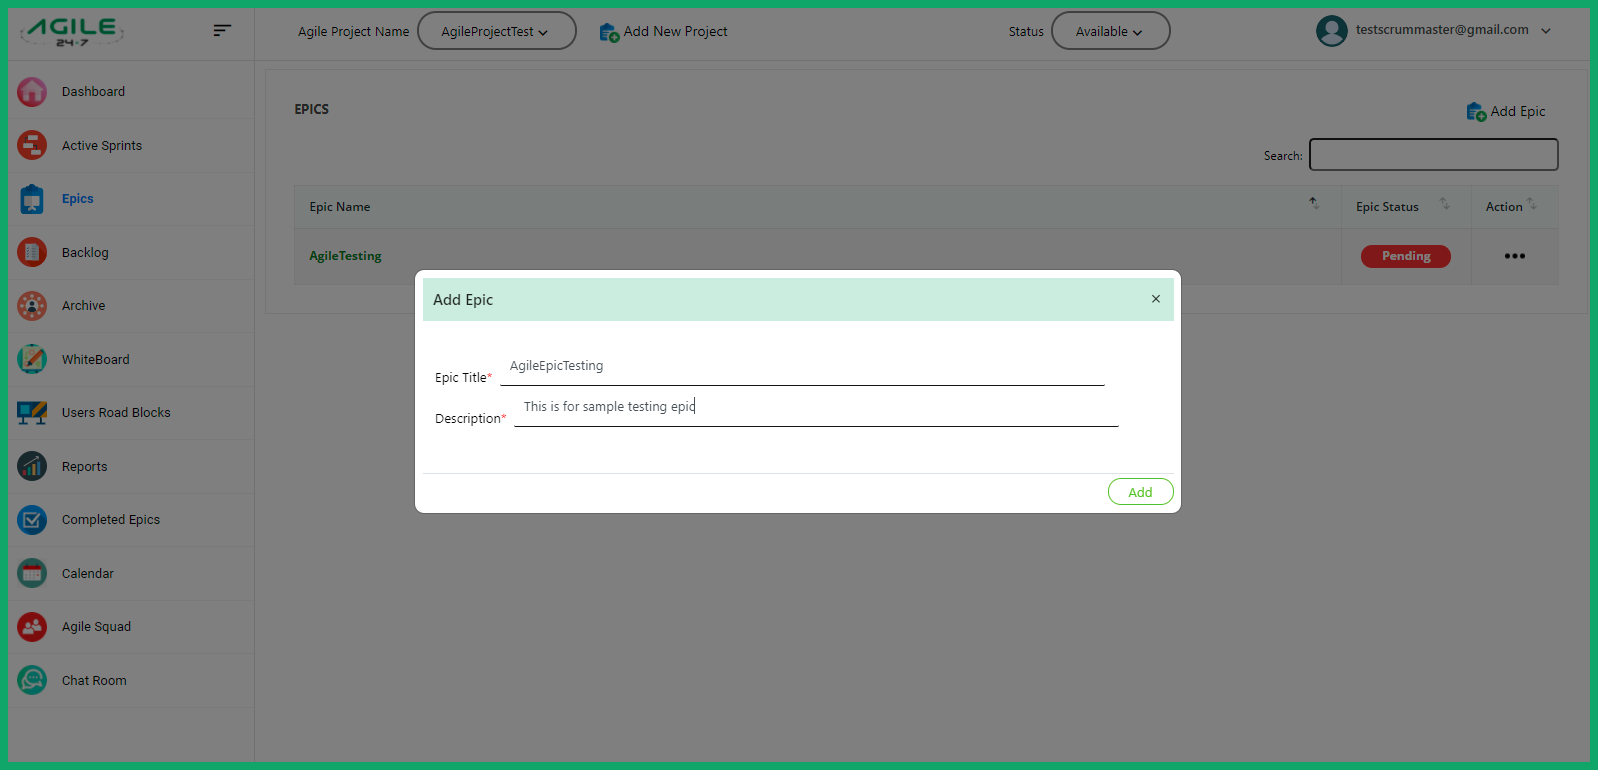 AGILE
24-7
Agile Project Name AgileProjectTest Add New Project Status Available testscrummaster@gmail.com
Dashboard
Active Sprints
Epics
Backlog
Archive
WhiteBoard
Users Road Blocks
Reports
Completed Epics
Calendar
Agile Squad
Chat Room
EPICS Add Epic
Search:
Epic Name Epic Status Action
AgileTesting Pending
Add Epic ×
Epic Title* AgileEpicTesting
Description* This is for sample testing epic
Add